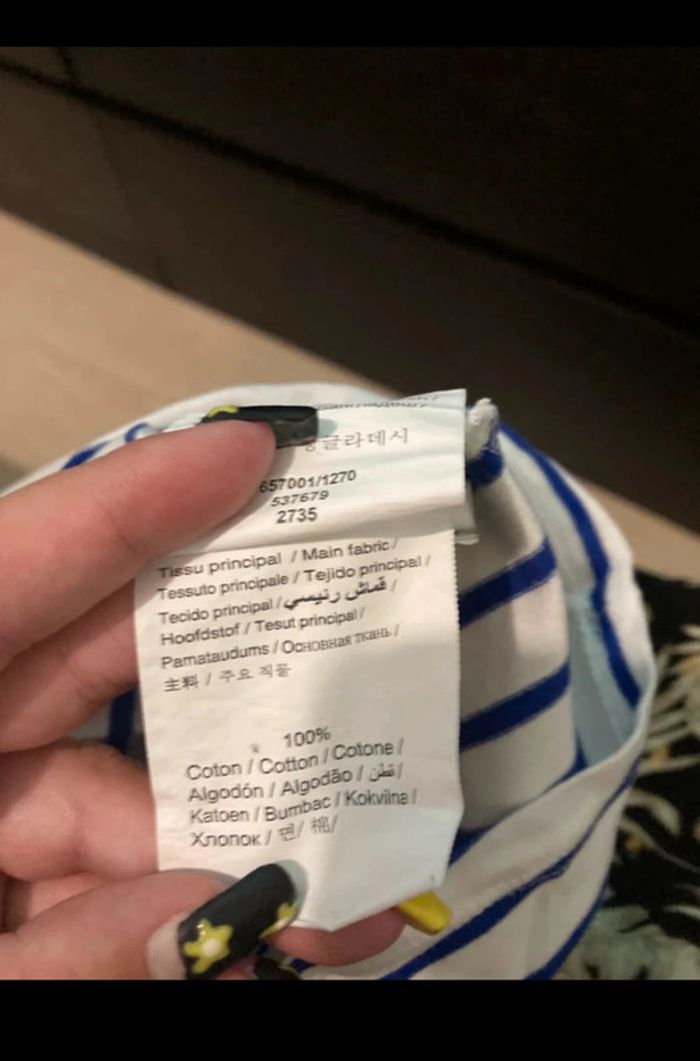 글라데시
657001/1270
537679
2735
Tissu principal / Main fabric /
Tessuto principale / Tejido principal /
Tecido principal / قماش رئيسي /
Hoofdstof / Tesut principal /
Pamataudums / Основная ткань /
主料 / 주요 직물
100%
Coton / Cotton / Cotone /
Algodón / Algodão / قطن /
Katoen / Bumbac / Kokvilna /
Хлопок / 면 / 棉 /